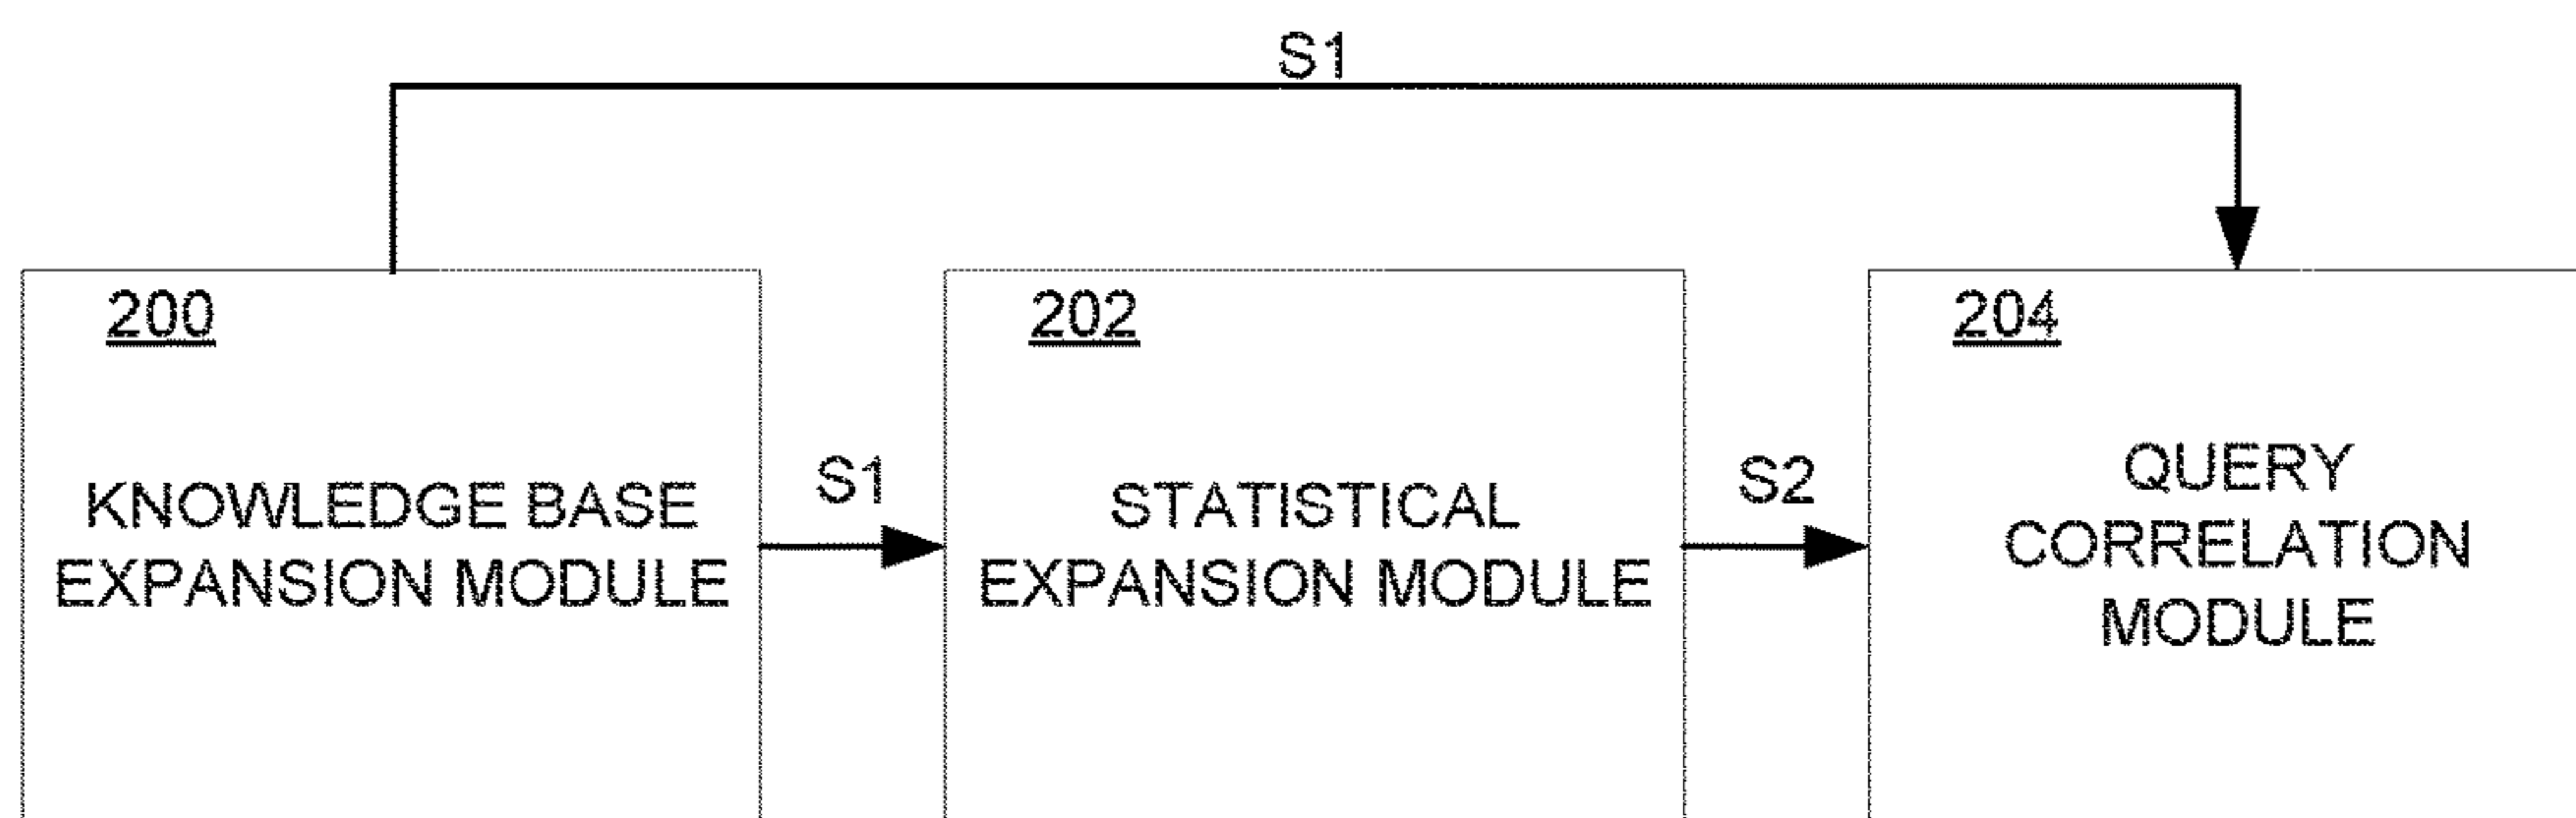 S1
200
KNOWLEDGE BASE
EXPANSION MODULE
S1
202
STATISTICAL
EXPANSION MODULE
S2
204
QUERY
CORRELATION
MODULE